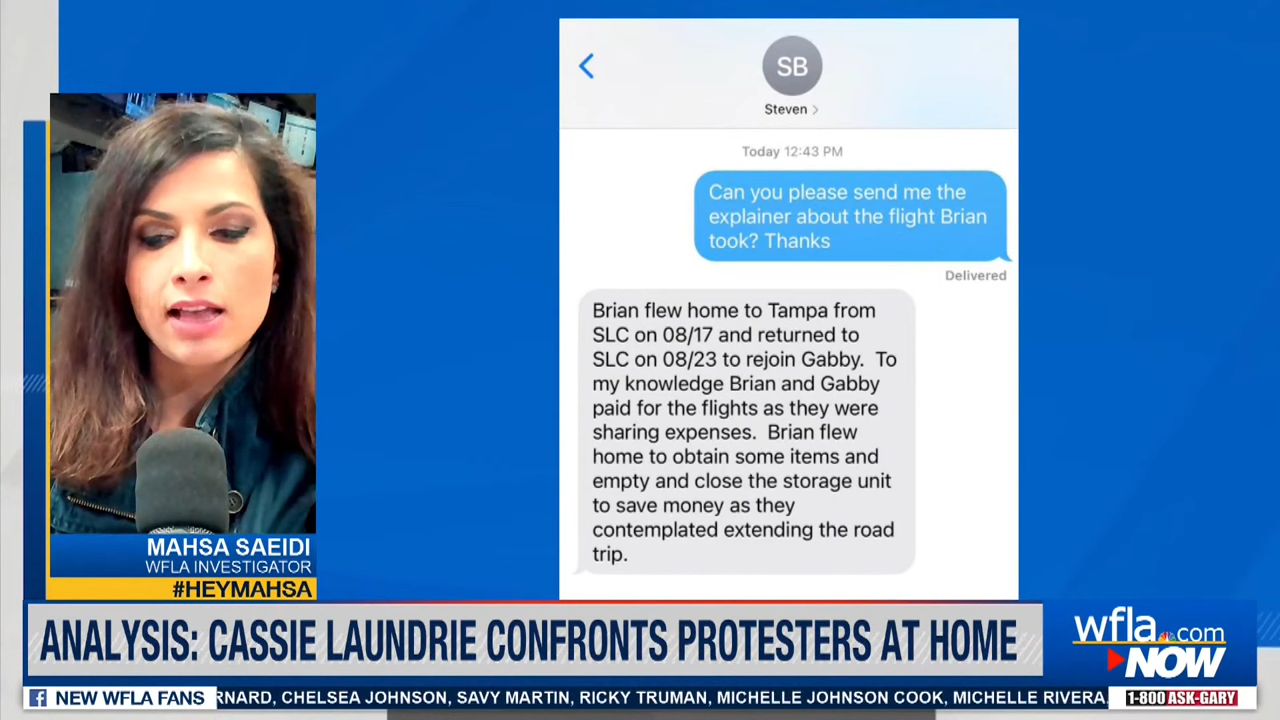 SB
Steven
Today 12:43 PM
Can you please send me the
explainer about the flight Brian
took? Thanks
Delivered
Brian flew home to Tampa from
SLC on 08/17 and returned to
SLC on 08/23 to rejoin Gabby. To
my knowledge Brian and Gabby
paid for the flights as they were
sharing expenses. Brian flew
home to obtain some items and
empty and close the storage unit
to save money as they
contemplated extending the road
trip.
MAHSA SAEIDI
WFLA INVESTIGATOR
#HEYMAHSA
ANALYSIS: CASSIE LAUNDRIE CONFRONTS PROTESTERS AT HOME
wfla.com
NOW
NEW WFLA FANS
RNARD, CHELSEA JOHNSON, SAVY MARTIN, RICKY TRUMAN, MICHELLE JOHNSON COOK, MICHELLE RIVERA,
1-800 ASK-GARY